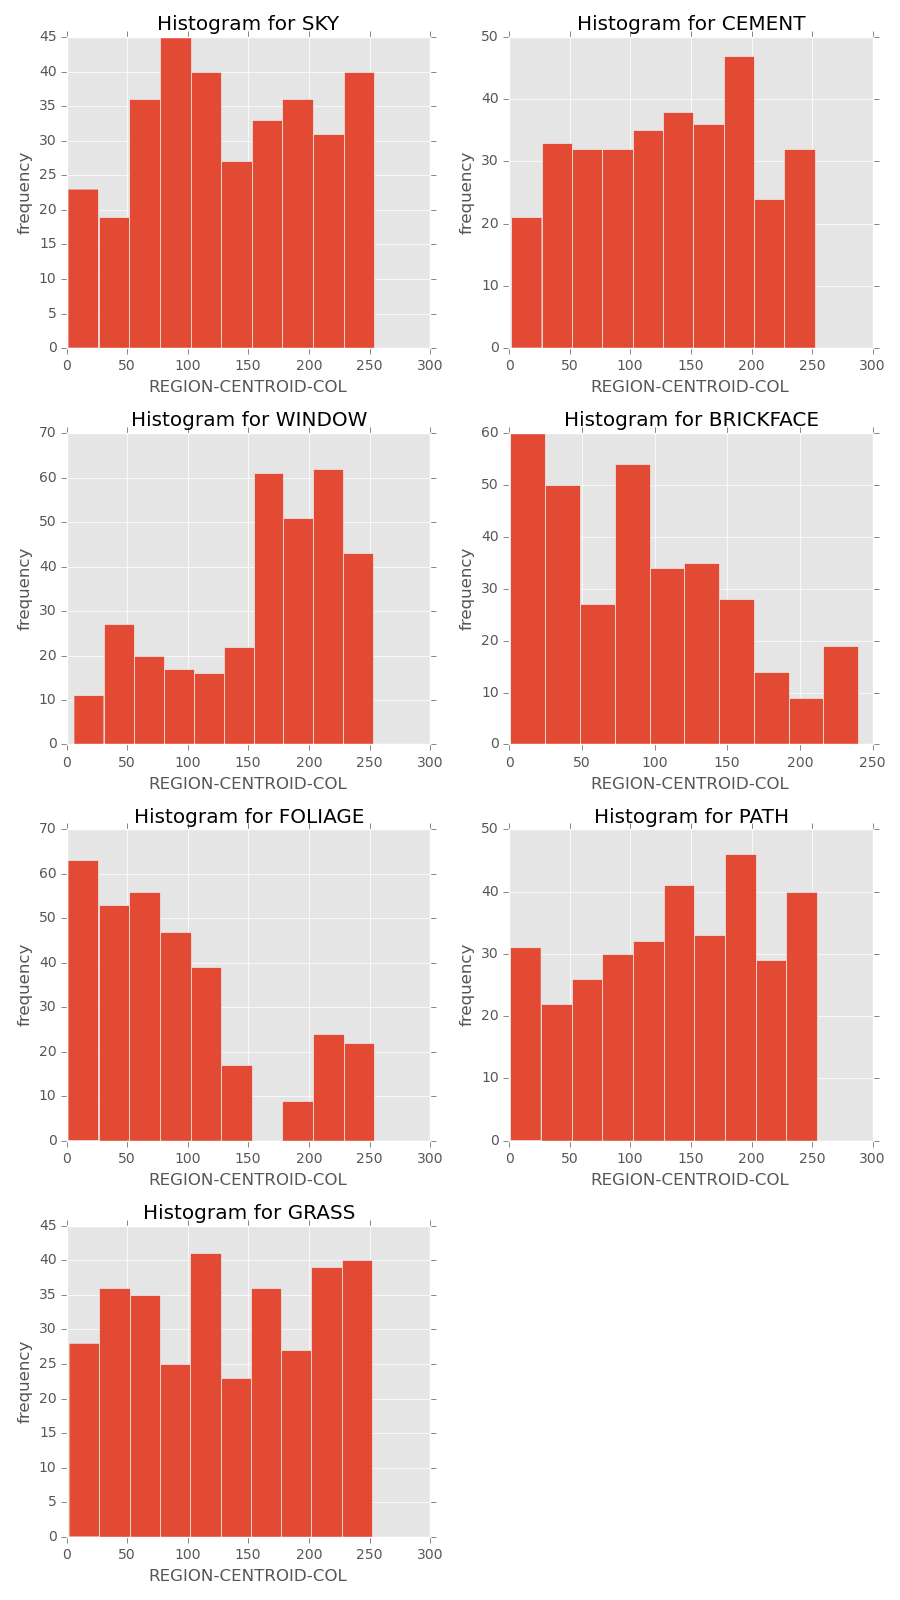 Histogram for SKY
45
40
35
30
25
20
15
10
5
0
frequency
0 50 100 150 200 250 300
REGION-CENTROID-COL
Histogram for CEMENT
50
40
30
20
10
0
frequency
0 50 100 150 200 250 300
REGION-CENTROID-COL
Histogram for WINDOW
70
60
50
40
30
20
10
0
frequency
0 50 100 150 200 250 300
REGION-CENTROID-COL
Histogram for BRICKFACE
60
50
40
30
20
10
0
frequency
0 50 100 150 200 250
REGION-CENTROID-COL
Histogram for FOLIAGE
70
60
50
40
30
20
10
0
frequency
0 50 100 150 200 250 300
REGION-CENTROID-COL
Histogram for PATH
50
40
30
20
10
0
frequency
0 50 100 150 200 250 300
REGION-CENTROID-COL
Histogram for GRASS
45
40
35
30
25
20
15
10
5
0
frequency
0 50 100 150 200 250 300
REGION-CENTROID-COL